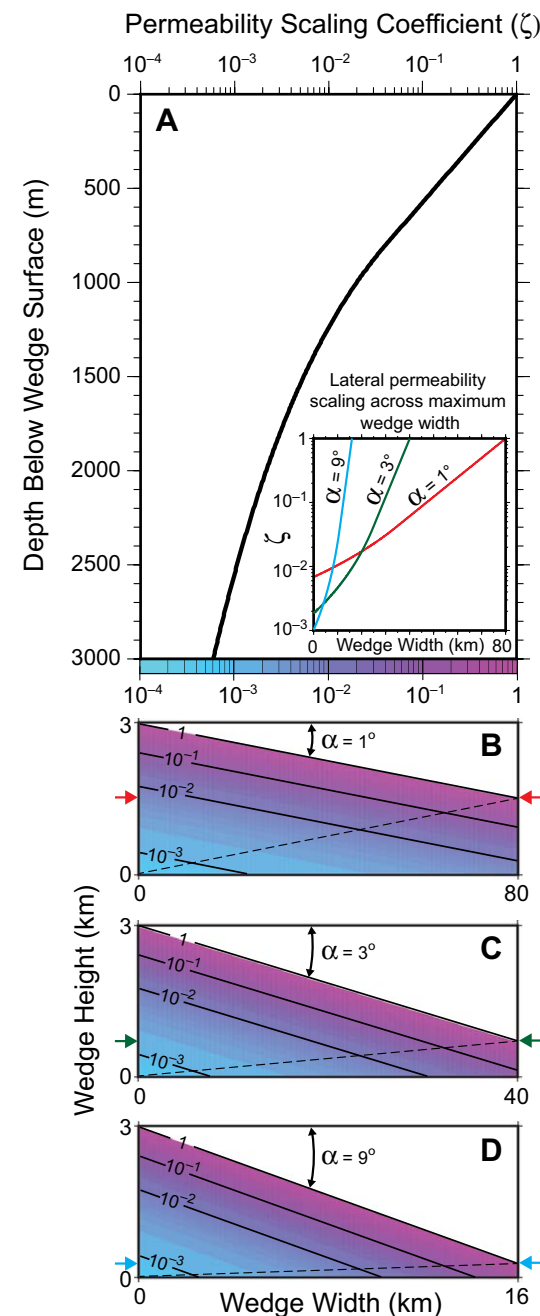 Permeability Scaling Coefficient (ζ)
10⁻⁴ 10⁻³ 10⁻² 10⁻¹ 1
A
Depth Below Wedge Surface (m)
0
500
1000
1500
2000
2500
3000
Lateral permeability
scaling across maximum
wedge width
1
10⁻¹
10⁻²
10⁻³
ζ
α = 9°
α = 3°
α = 1°
0 Wedge Width (km) 80
10⁻⁴ 10⁻³ 10⁻² 10⁻¹ 1
Wedge Height (km)
B
3
0
1
10⁻¹
10⁻²
10⁻³
α = 1°
0 80
C
3
0
1
10⁻¹
10⁻²
10⁻³
α = 3°
0 40
D
3
0
1
10⁻¹
10⁻²
10⁻³
α = 9°
0 Wedge Width (km) 16